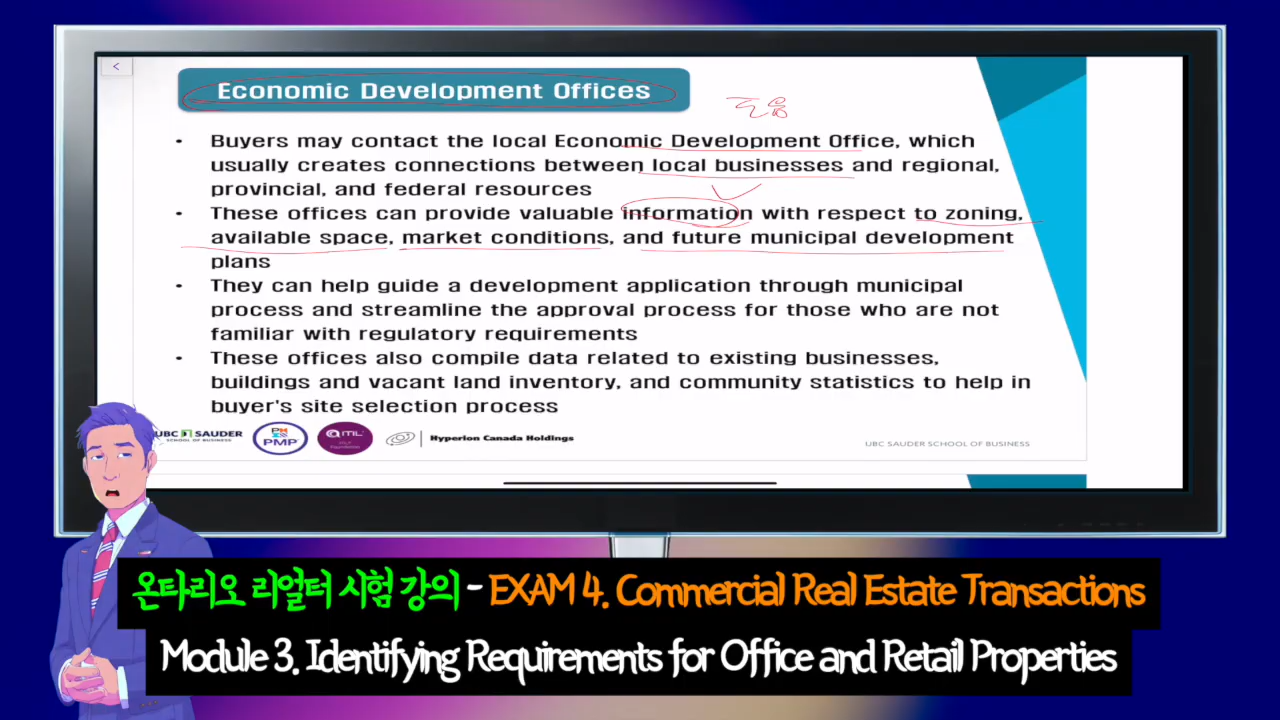 Economic Development Offices
• Buyers may contact the local Economic Development Office, which
usually creates connections between local businesses and regional,
provincial, and federal resources
• These offices can provide valuable information with respect to zoning,
available space, market conditions, and future municipal development
plans
• They can help guide a development application through municipal
process and streamline the approval process for those who are not
familiar with regulatory requirements
• These offices also compile data related to existing businesses,
buildings and vacant land inventory, and community statistics to help in
buyer's site selection process
UBC SAUDER
SCHOOL OF BUSINESS
PMP
Hyperion Canada Holdings
UBC SAUDER SCHOOL OF BUSINESS
온타리오 리얼터 시험 강의 - EXAM 4. Commercial Real Estate Transactions
Module 3. Identifying Requirements for Office and Retail Properties